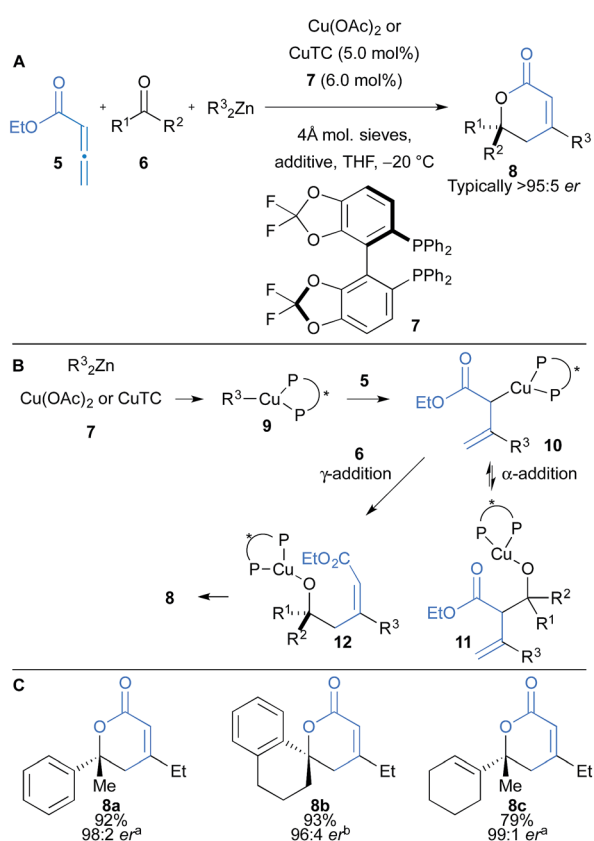 A
Cu(OAc)₂ or
CuTC (5.0 mol%)
7 (6.0 mol%)
4Å mol. sieves,
additive, THF, −20 °C
O
EtO
5
+
O
R¹ R²
6
+
R³₂Zn
O
O
R¹
R²
R³
8
Typically >95:5 er
F
F
O
O
PPh₂
PPh₂
F
F
O
O
7
B
R³₂Zn
Cu(OAc)₂ or CuTC
7
R³ Cu P P *
9
5
O
EtO
Cu P P *
R³
10
6
γ-addition
α-addition
* P P
Cu
O
EtO₂C
R¹
R²
R³
12
8
* P P
Cu
O
O
EtO
R²
R¹
R³
11
C
O
O
Me
Et
8a
92%
98:2 erᵃ
O
O
Et
8b
93%
96:4 erᵇ
O
O
Me
Et
8c
79%
99:1 erᵃ